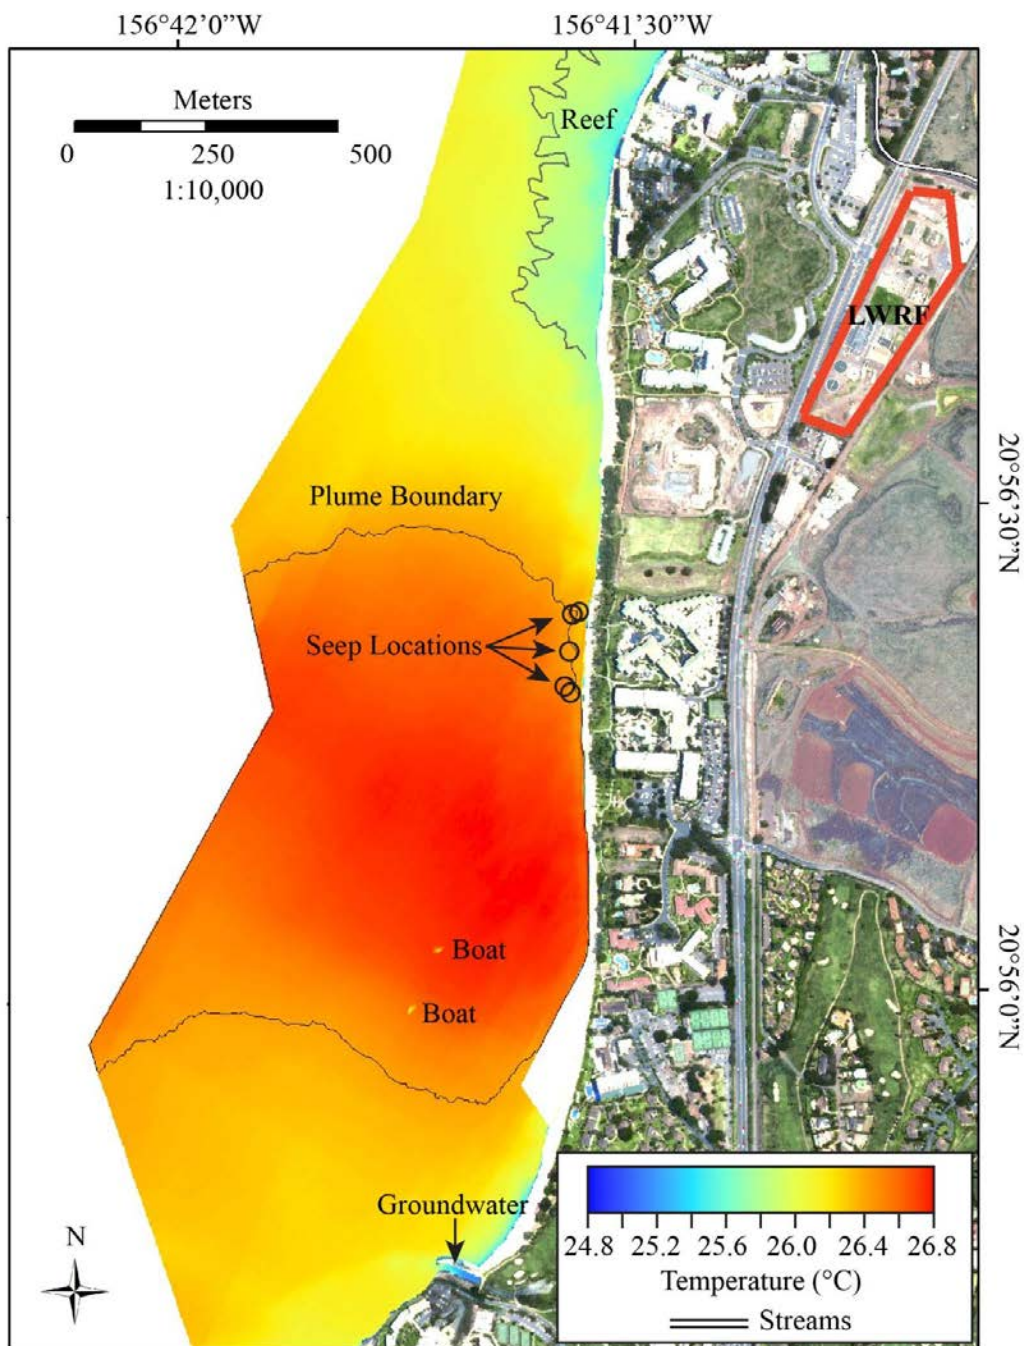 156°42’0”W
156°41’30”W
Meters
0 250 500
1:10,000
Reef
LWRF
Plume Boundary
20°56’30”N
Seep Locations
Boat
Boat
20°56’0”N
Groundwater
N
24.8 25.2 25.6 26.0 26.4 26.8
Temperature (°C)
Streams